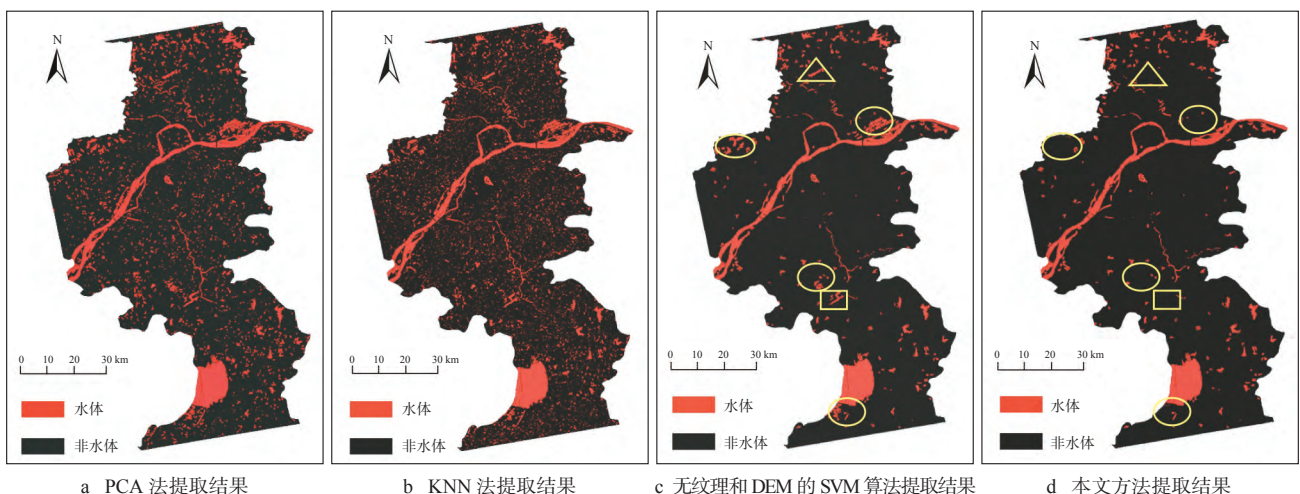 N
0 10 20 30 km
水体
非水体
a PCA 法提取结果
N
0 10 20 30 km
水体
非水体
b KNN 法提取结果
N
0 10 20 30 km
水体
非水体
c 无纹理和 DEM 的 SVM 算法提取结果
N
0 10 20 30 km
水体
非水体
d 本文方法提取结果